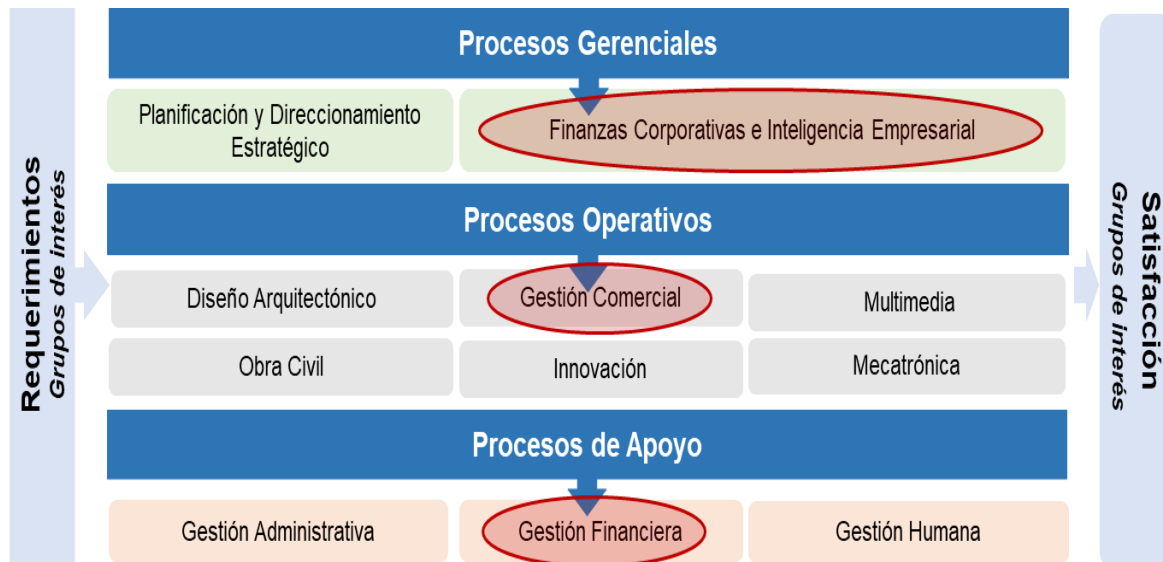 Requerimientos
Grupos de interés
Procesos Gerenciales
Planificación y Direccionamiento
Estratégico
Finanzas Corporativas e Inteligencia Empresarial
Procesos Operativos
Diseño Arquitectónico
Gestión Comercial
Multimedia
Obra Civil
Innovación
Mecatrónica
Procesos de Apoyo
Gestión Administrativa
Gestión Financiera
Gestión Humana
Satisfacción
Grupos de interés